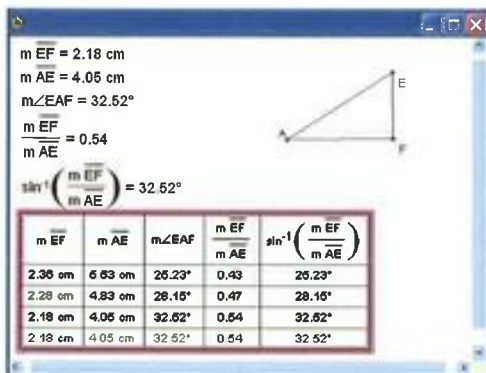 m EF = 2.18 cm
m AE = 4.05 cm
m∠EAF = 32.52°
m EF / m AE = 0.54
sin⁻¹(m EF / m AE) = 32.52°
A
E
F
m EF m AE m∠EAF m EF / m AE sin⁻¹(m EF / m AE)
2.36 cm 5.53 cm 25.23° 0.43 25.23°
2.28 cm 4.83 cm 28.15° 0.47 28.15°
2.18 cm 4.05 cm 32.52° 0.54 32.52°
2.18 cm 4.05 cm 32.52° 0.54 32.52°